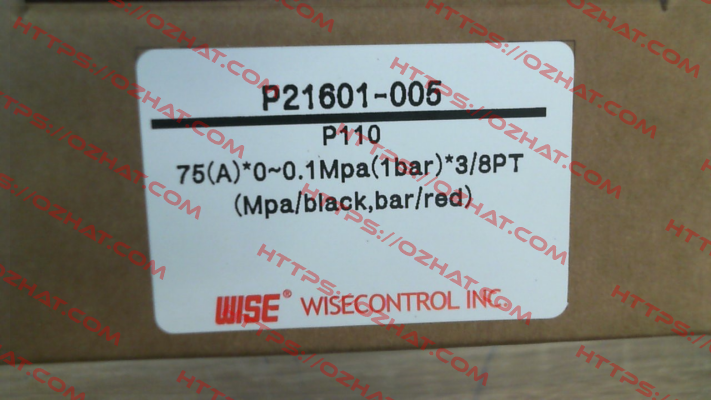 P21601-005
P110
75(A)*0~0.1Mpa(1bar)*3/8PT
(Mpa/black,bar/red)
WISE® WISECONTROL INC.
HTTPS://OZHAT.COM